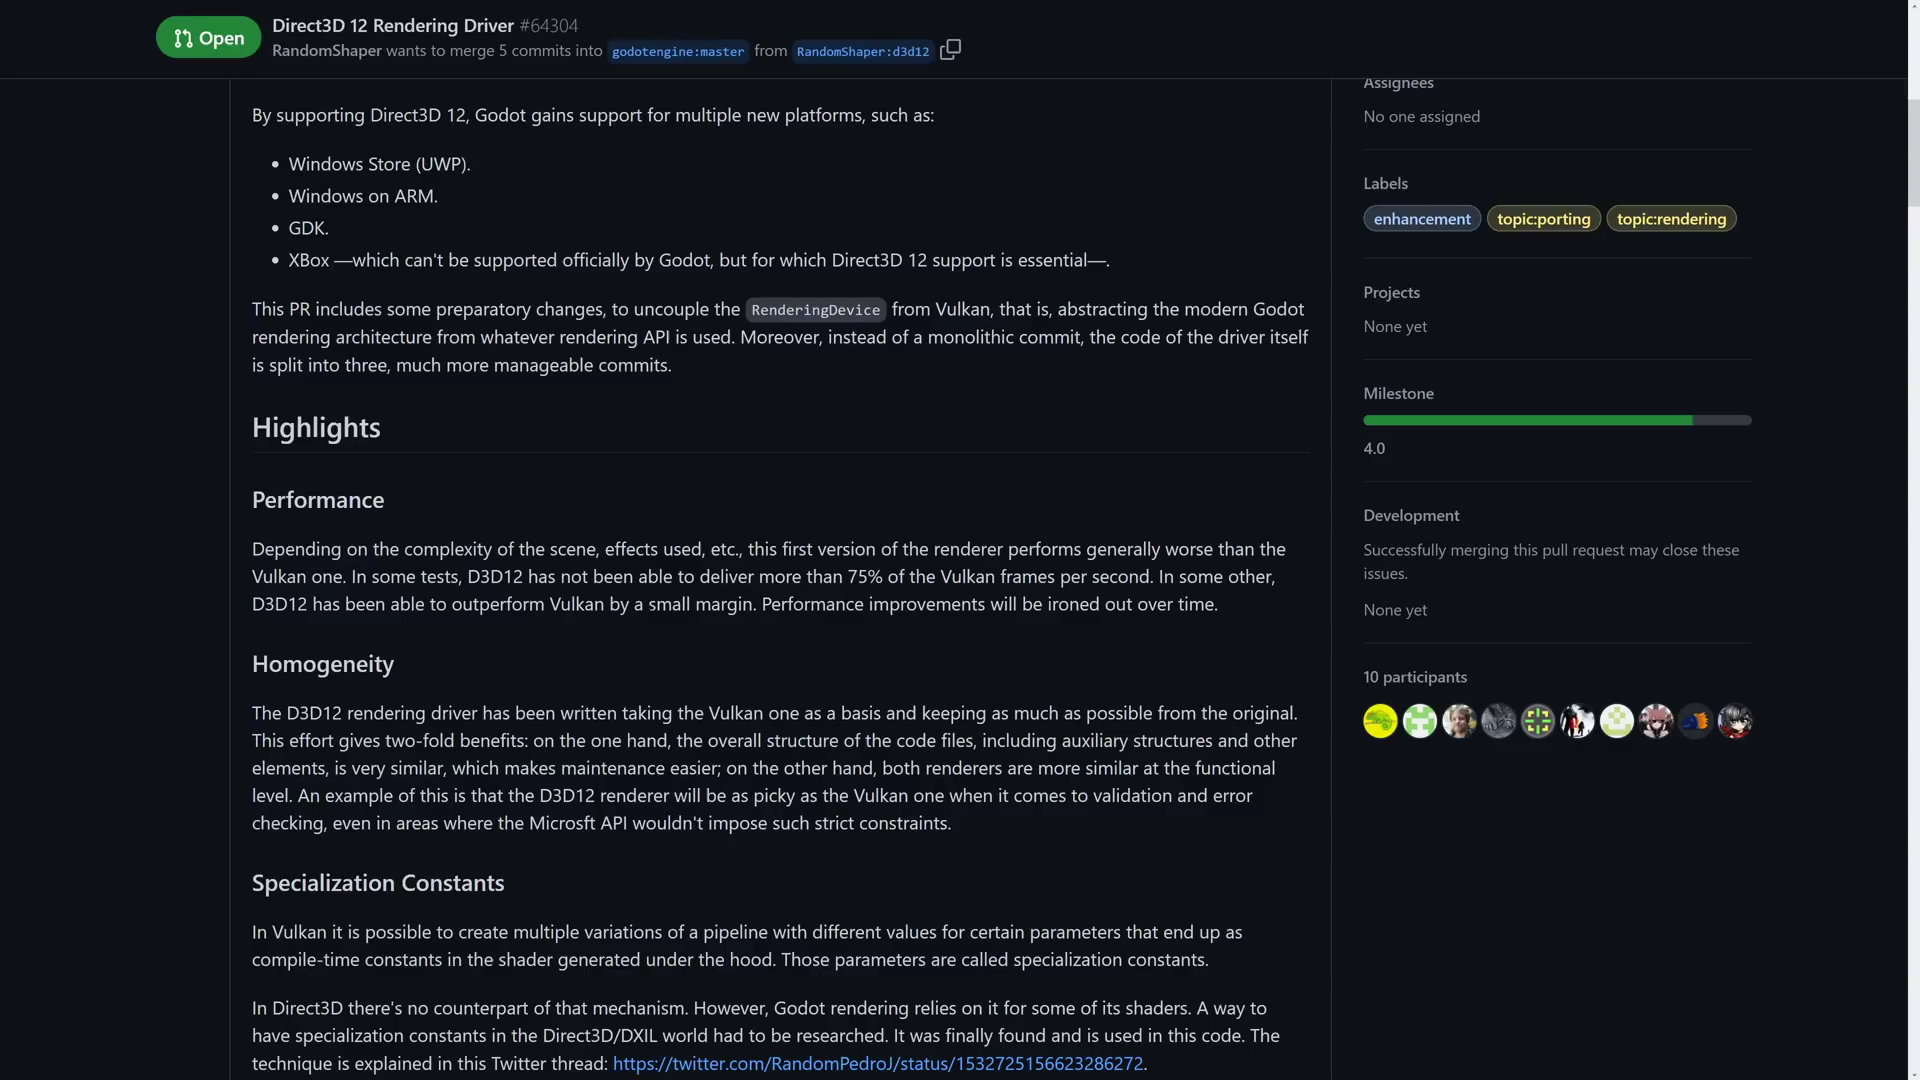 Open
Direct3D 12 Rendering Driver #64304
RandomShaper wants to merge 5 commits into godotengine:master from RandomShaper:d3d12
By supporting Direct3D 12, Godot gains support for multiple new platforms, such as:
• Windows Store (UWP).
• Windows on ARM.
• GDK.
• XBox —which can't be supported officially by Godot, but for which Direct3D 12 support is essential—.
This PR includes some preparatory changes, to uncouple the RenderingDevice from Vulkan, that is, abstracting the modern Godot
rendering architecture from whatever rendering API is used. Moreover, instead of a monolithic commit, the code of the driver itself
is split into three, much more manageable commits.
Highlights
Performance
Depending on the complexity of the scene, effects used, etc., this first version of the renderer performs generally worse than the
Vulkan one. In some tests, D3D12 has not been able to deliver more than 75% of the Vulkan frames per second. In some other,
D3D12 has been able to outperform Vulkan by a small margin. Performance improvements will be ironed out over time.
Homogeneity
The D3D12 rendering driver has been written taking the Vulkan one as a basis and keeping as much as possible from the original.
This effort gives two-fold benefits: on the one hand, the overall structure of the code files, including auxiliary structures and other
elements, is very similar, which makes maintenance easier; on the other hand, both renderers are more similar at the functional
level. An example of this is that the D3D12 renderer will be as picky as the Vulkan one when it comes to validation and error
checking, even in areas where the Microsft API wouldn't impose such strict constraints.
Specialization Constants
In Vulkan it is possible to create multiple variations of a pipeline with different values for certain parameters that end up as
compile-time constants in the shader generated under the hood. Those parameters are called specialization constants.
In Direct3D there's no counterpart of that mechanism. However, Godot rendering relies on it for some of its shaders. A way to
have specialization constants in the Direct3D/DXIL world had to be researched. It was finally found and is used in this code. The
technique is explained in this Twitter thread: https://twitter.com/RandomPedroJ/status/1532725156623286272.
Assignees
No one assigned
Labels
enhancement topic:porting topic:rendering
Projects
None yet
Milestone
4.0
Development
Successfully merging this pull request may close these
issues.
None yet
10 participants